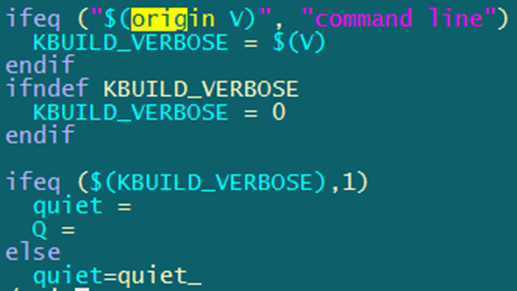 ifeq ("$(origin V)", "command line")
  KBUILD_VERBOSE = $(V)
endif
ifndef KBUILD_VERBOSE
  KBUILD_VERBOSE = 0
endif

ifeq ($(KBUILD_VERBOSE),1)
  quiet =
  Q =
else
  quiet=quiet_